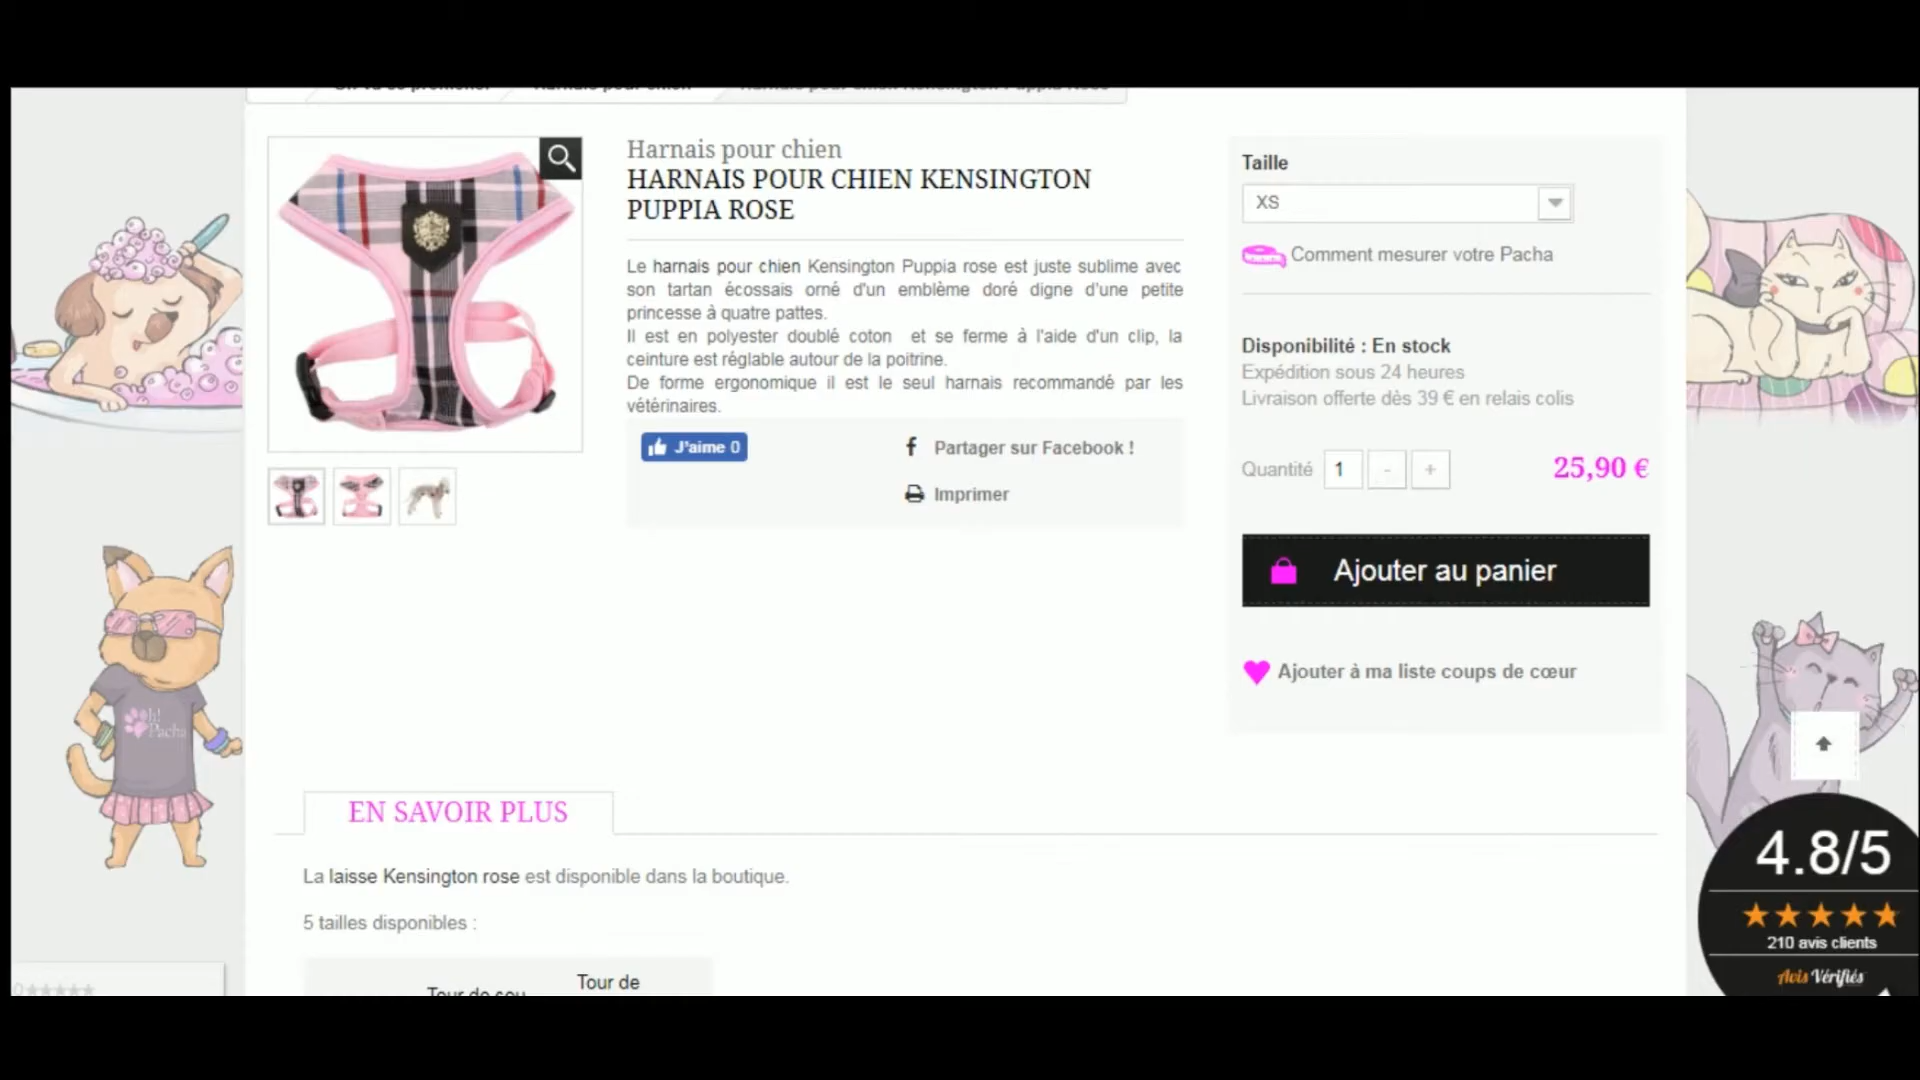 Harnais pour chien
HARNAIS POUR CHIEN KENSINGTON
PUPPIA ROSE
Le harnais pour chien Kensington Puppia rose est juste sublime avec
son tartan écossais orné d'un emblème doré digne d'une petite
princesse à quatre pattes.
Il est en polyester doublé coton et se ferme à l'aide d'un clip, la
ceinture est réglable autour de la poitrine.
De forme ergonomique il est le seul harnais recommandé par les
vétérinaires.
J'aime 0
Partager sur Facebook !
Imprimer
Taille
XS
Comment mesurer votre Pacha
Disponibilité : En stock
Expédition sous 24 heures
Livraison offerte dès 39 € en relais colis
Quantité 1 - + 25,90 €
Ajouter au panier
Ajouter à ma liste coups de cœur
Pacha
EN SAVOIR PLUS
La laisse Kensington rose est disponible dans la boutique.
5 tailles disponibles :
Tour de cou
Tour de
4.8/5
210 avis clients
Avis Vérifiés